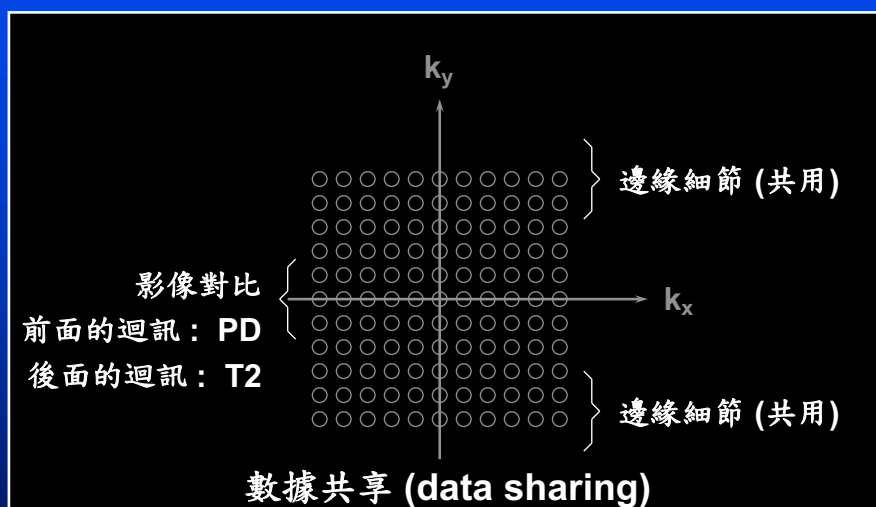 ky
邊緣細節 (共用)
影像對比
kx
前面的迴訊： PD
後面的迴訊： T2
邊緣細節 (共用)
數據共享 (data sharing)